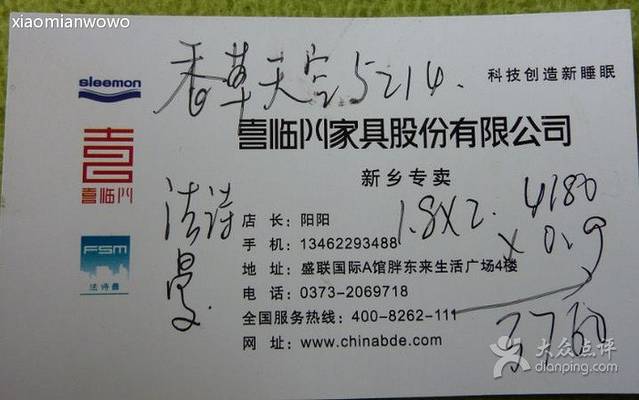 xiaomianwowo
sleemon
香草天空5214.
科技创造新睡眠
喜临门家具股份有限公司
喜临门
新乡专卖
法诗曼
1.8X2.
4180
X 0.9
店 长：阳阳
手 机：13462293488
FSM
法诗曼
地 址：盛联国际A馆胖东来生活广场4楼
电 话：0373-2069718
全国服务热线：400-8262-111
3760
网 址：www.chinabde.com
大众点评
dianping.com